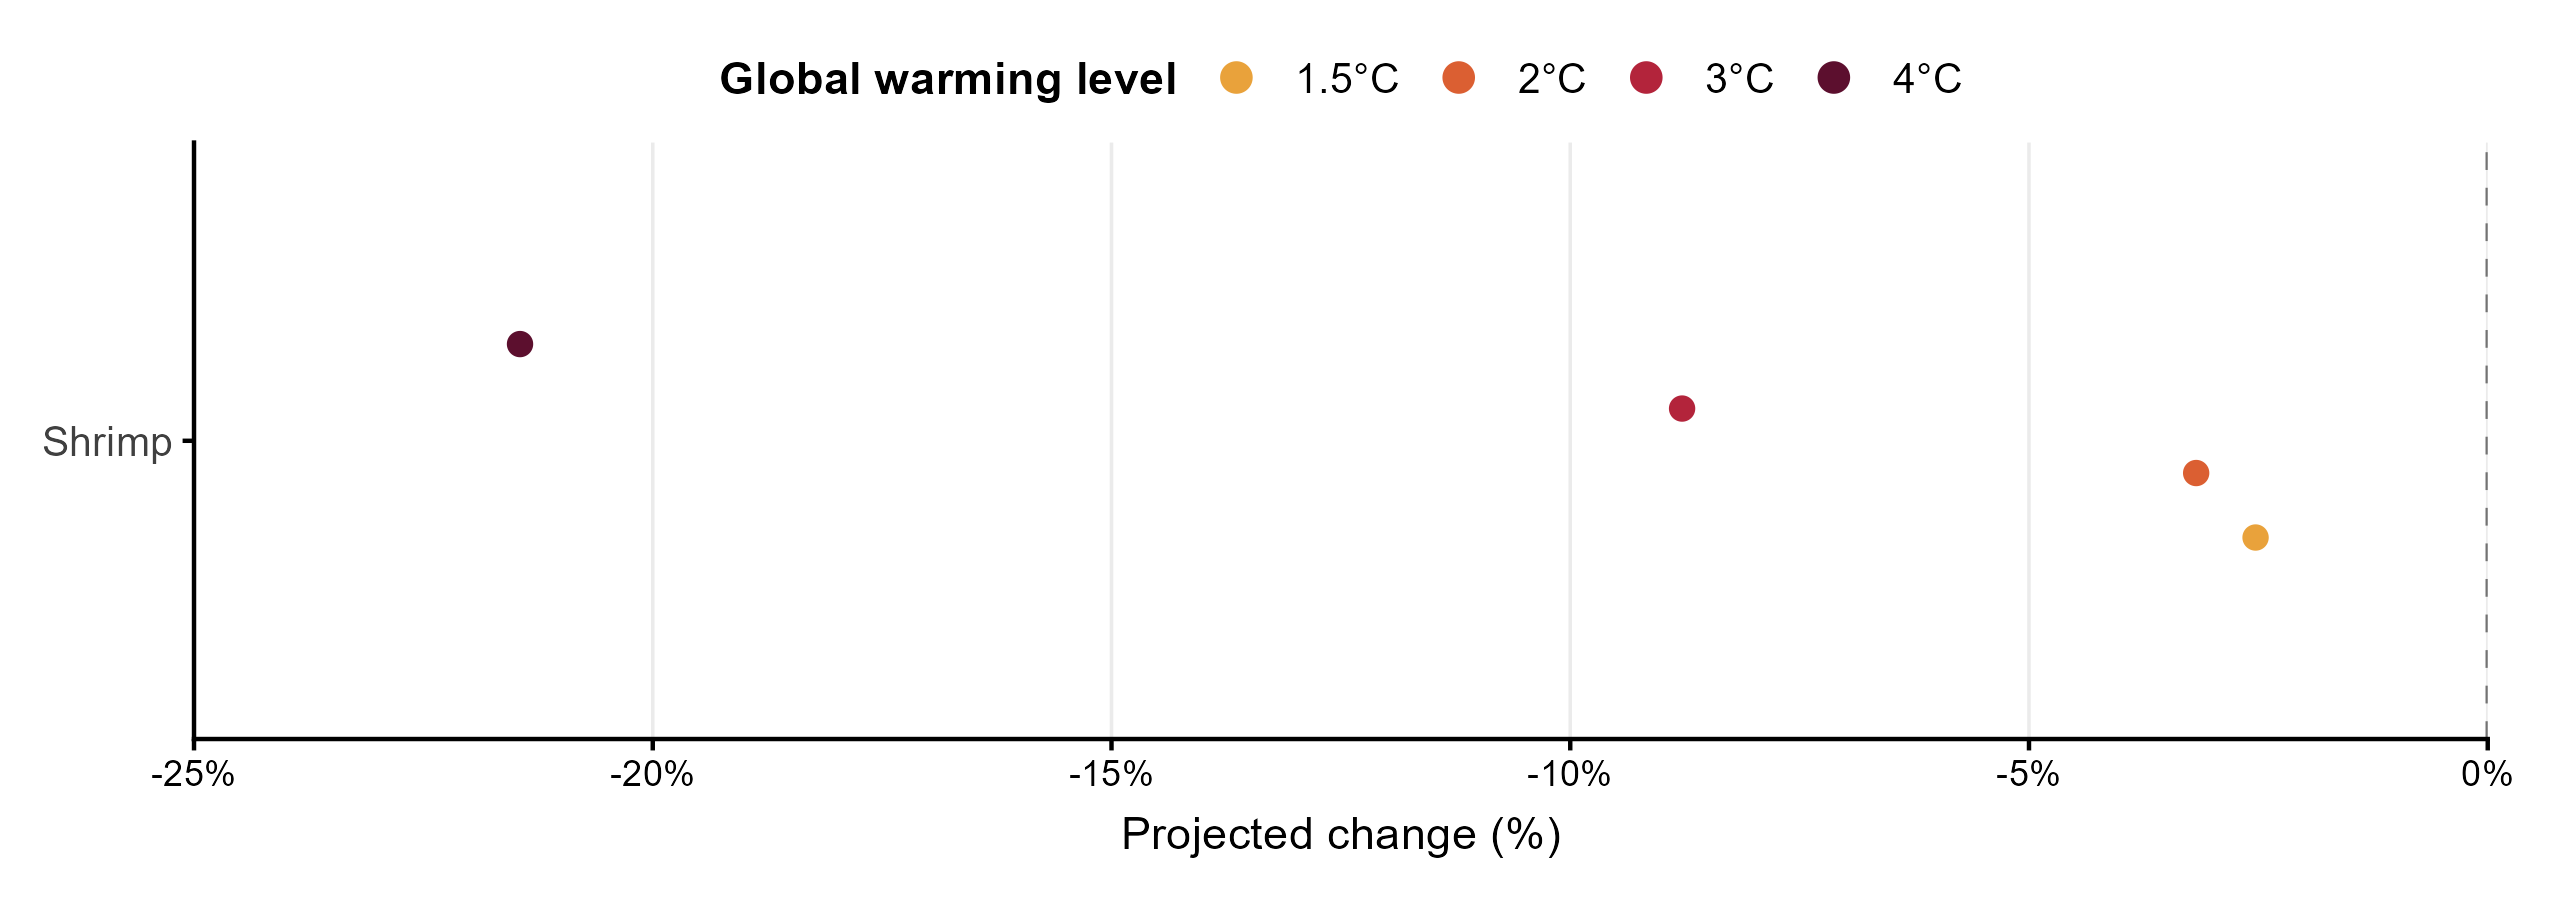 Global warming level 1.5°C 2°C 3°C 4°C
Shrimp
-25% -20% -15% -10% -5% 0%
Projected change (%)